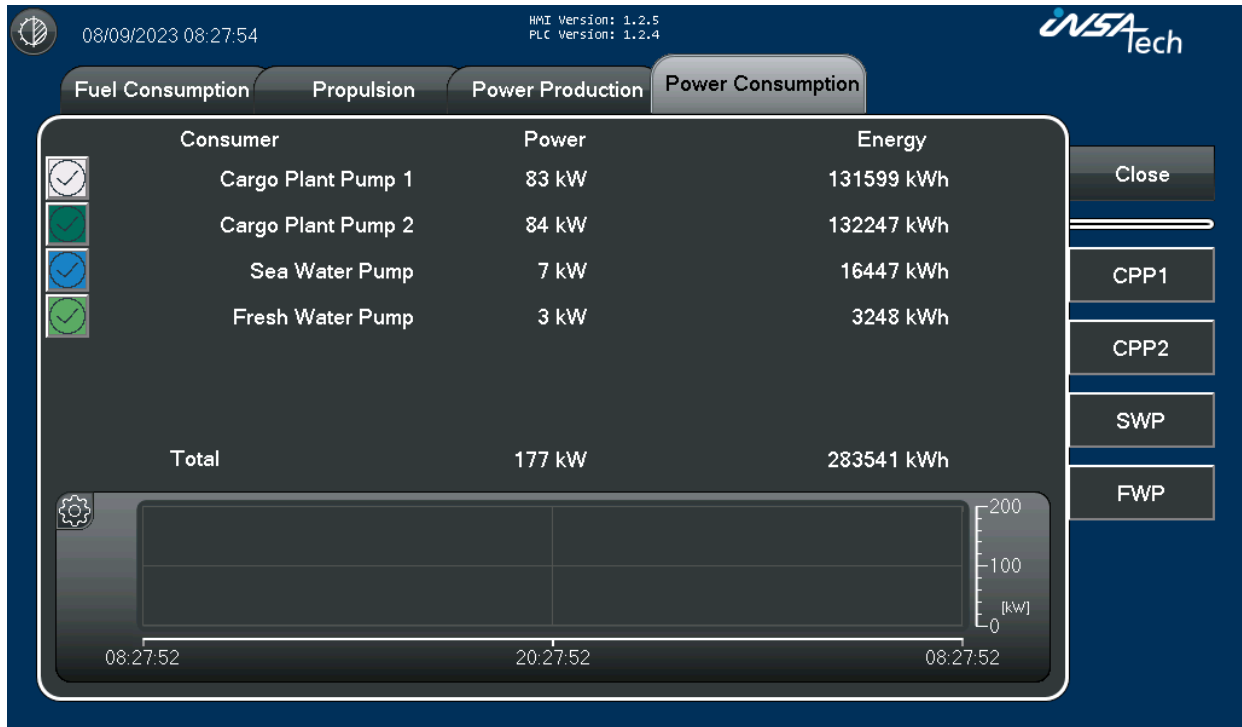 08/09/2023 08:27:54
HMI Version: 1.2.5
PLC Version: 1.2.4
iNSA Tech
Fuel Consumption Propulsion Power Production Power Consumption
Consumer Power Energy
Cargo Plant Pump 1 83 kW 131599 kWh
Cargo Plant Pump 2 84 kW 132247 kWh
Sea Water Pump 7 kW 16447 kWh
Fresh Water Pump 3 kW 3248 kWh
Total 177 kW 283541 kWh
Close
CPP1
CPP2
SWP
FWP
200
100
[kW]
0
08:27:52 20:27:52 08:27:52